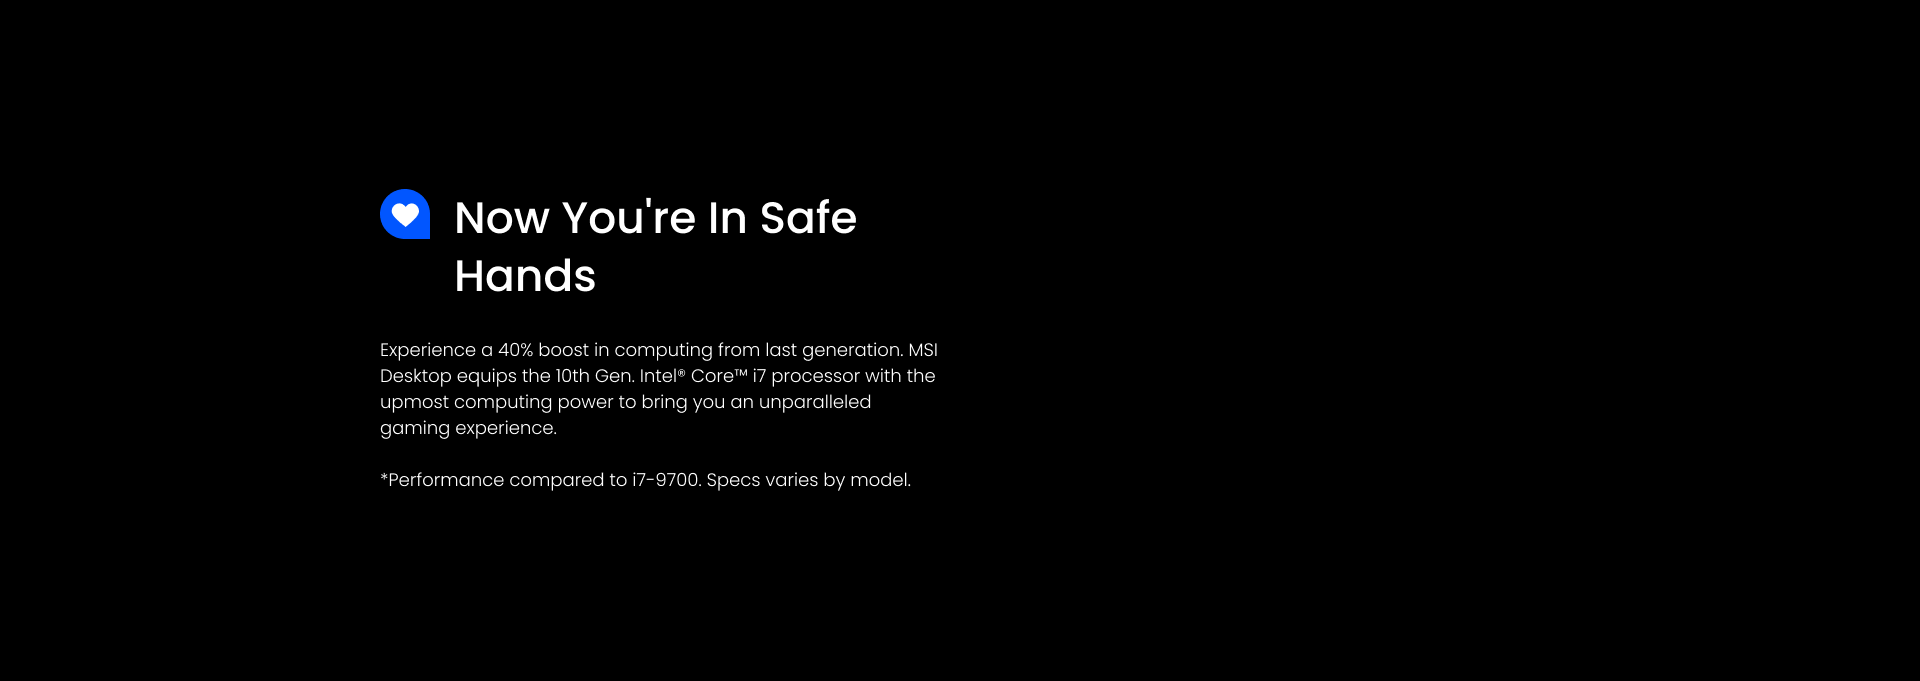 Now You're In Safe
Hands
Experience a 40% boost in computing from last generation. MSI
Desktop equips the 10th Gen. Intel® Core™ i7 processor with the
upmost computing power to bring you an unparalleled
gaming experience.
*Performance compared to i7-9700. Specs varies by model.